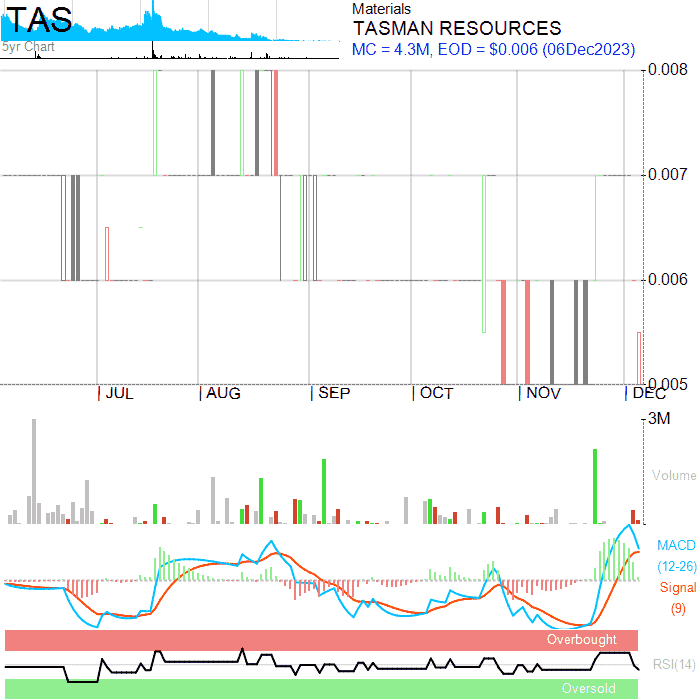 TAS
5yr Chart
Materials
TASMAN RESOURCES
MC = 4.3M, EOD = $0.006 (06Dec2023)
0.008
0.007
0.006
0.005
JUL
AUG
SEP
OCT
NOV
DEC
3M
Volume
MACD
(12-26)
Signal
(9)
Overbought
RSI(14)
Oversold